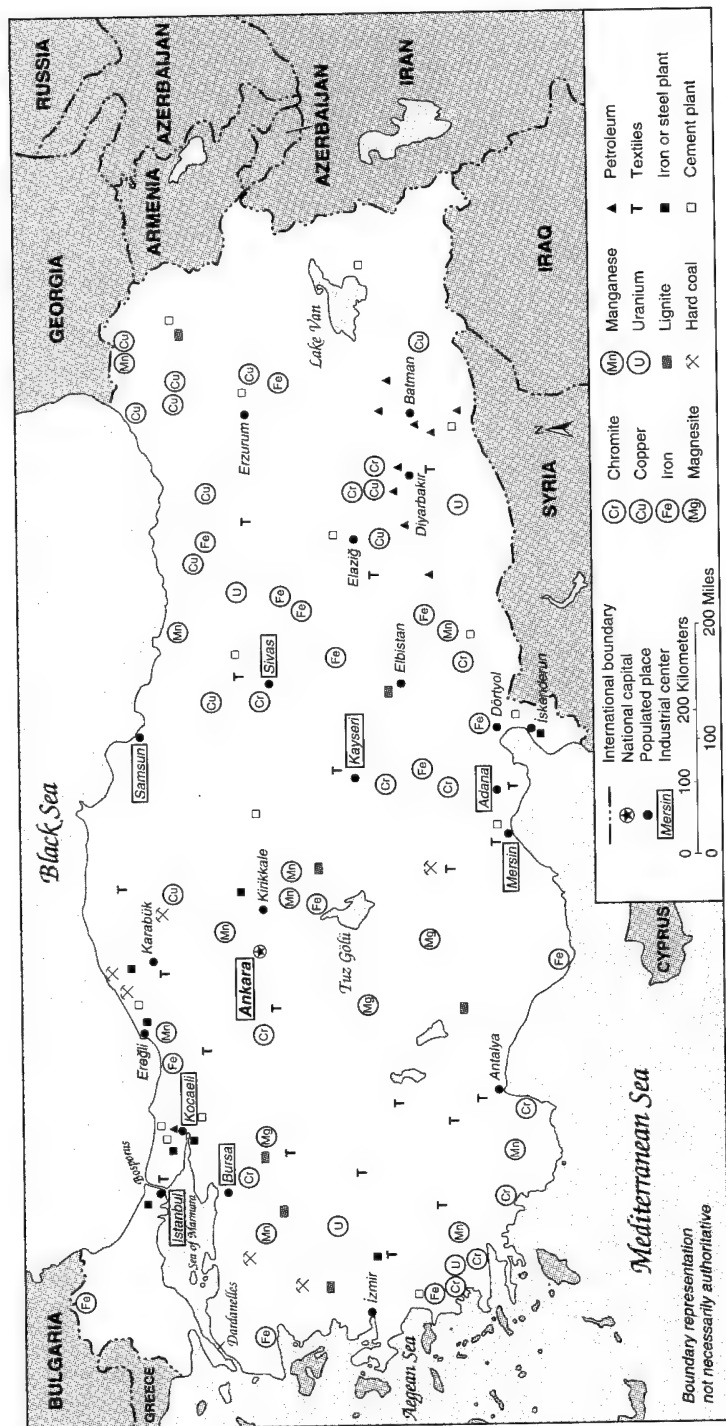 RUSSIA
GEORGIA
BULGARIA
GREECE
ARMENIA
AZERBAIJAN
AZERBAIJAN
IRAN
IRAQ
SYRIA
CYPRUS
Black Sea
Bosporus
Sea of Marmara
Dardanelles
Aegean Sea
Mediterranean Sea
Tuz Gölü
Lake Van
Istanbul
Kocaeli
Bursa
İzmir
Ereğli
Karabük
Ankara
Kirikkale
Samsun
Sivas
Kayseri
Erzurum
Elaziğ
Elbistan
Diyarbakır
Batman
Antalya
Mersin
Adana
Dörtyol
İskenderun
N
Boundary representation
not necessarily authoritative
International boundary
National capital
Populated place
Mersin Industrial center
0 100 200 Kilometers
0 100 200 Miles
Cr Chromite
Cu Copper
Fe Iron
Mg Magnesite
Mn Manganese
U Uranium
Lignite
Hard coal
Petroleum
T Textiles
Iron or steel plant
Cement plant